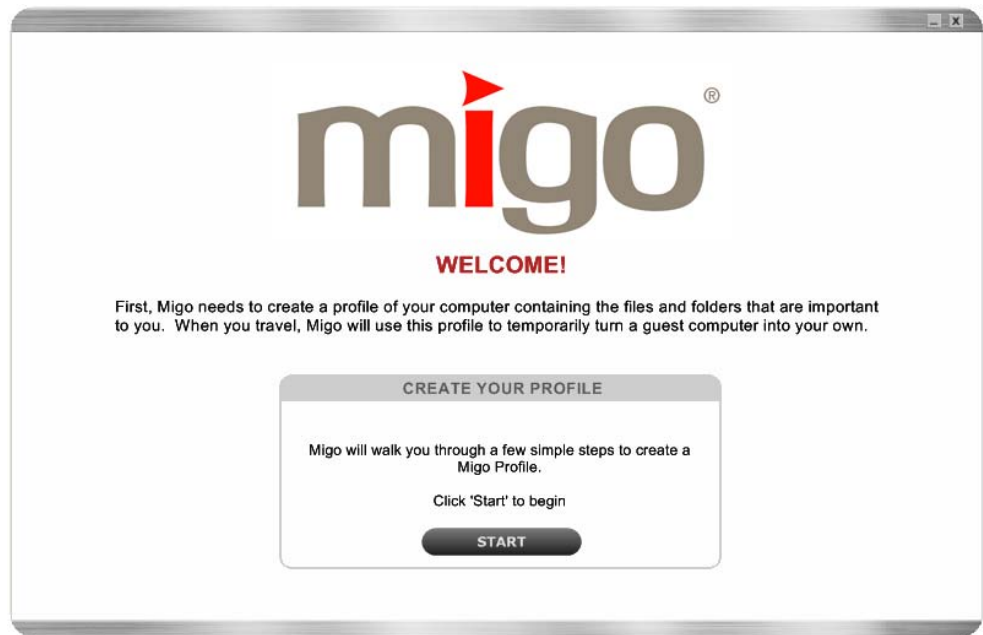 _ X
migo®
WELCOME!
First, Migo needs to create a profile of your computer containing the files and folders that are important
to you.  When you travel, Migo will use this profile to temporarily turn a guest computer into your own.
CREATE YOUR PROFILE
Migo will walk you through a few simple steps to create a
Migo Profile.
Click 'Start' to begin
START